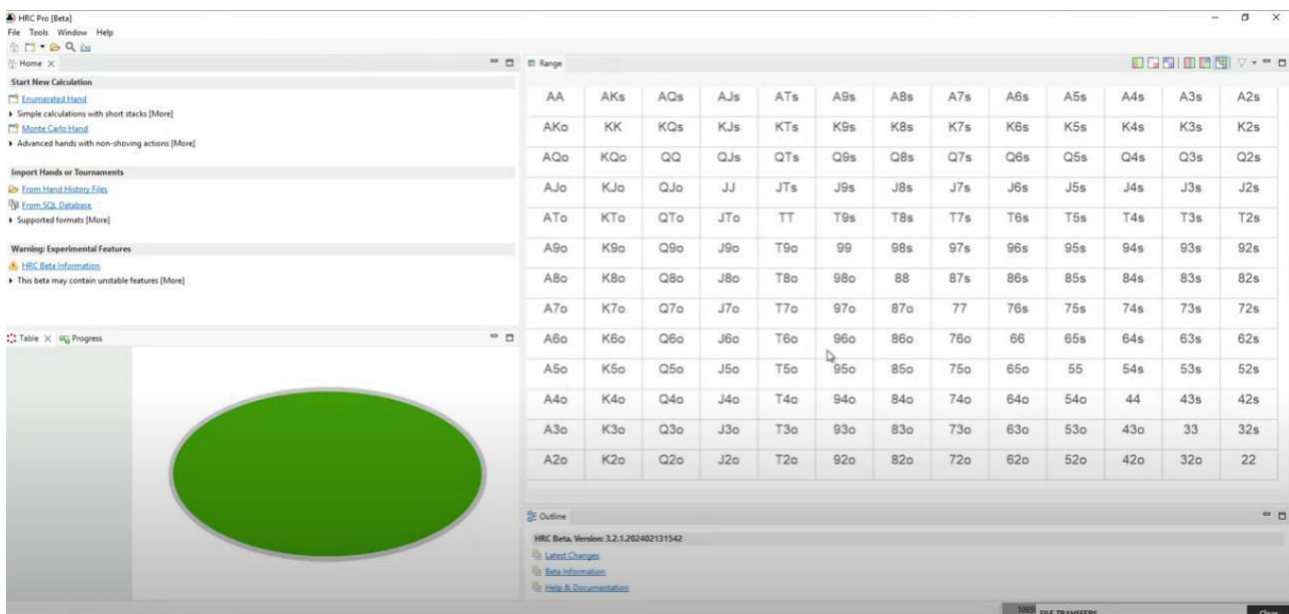 HRC Pro [Beta]
File Tools Window Help
Home
Start New Calculation
Enumerated Hand
Simple calculations with short stacks [More]
Monte Carlo Hand
Advanced hands with non-shoving actions [More]
Import Hands or Tournaments
From Hand History Files
From SQL Database
Supported formats [More]
Warning: Experimental Features
HRC Beta Information
This beta may contain unstable features [More]
Table Progress
Range
AA AKs AQs AJs ATs A9s A8s A7s A6s A5s A4s A3s A2s
AKo KK KQs KJs KTs K9s K8s K7s K6s K5s K4s K3s K2s
AQo KQo QQ QJs QTs Q9s Q8s Q7s Q6s Q5s Q4s Q3s Q2s
AJo KJo QJo JJ JTs J9s J8s J7s J6s J5s J4s J3s J2s
ATo KTo QTo JTo TT T9s T8s T7s T6s T5s T4s T3s T2s
A9o K9o Q9o J9o T9o 99 98s 97s 96s 95s 94s 93s 92s
A8o K8o Q8o J8o T8o 98o 88 87s 86s 85s 84s 83s 82s
A7o K7o Q7o J7o T7o 97o 87o 77 76s 75s 74s 73s 72s
A6o K6o Q6o J6o T6o 96o 86o 76o 66 65s 64s 63s 62s
A5o K5o Q5o J5o T5o 95o 85o 75o 65o 55 54s 53s 52s
A4o K4o Q4o J4o T4o 94o 84o 74o 64o 54o 44 43s 42s
A3o K3o Q3o J3o T3o 93o 83o 73o 63o 53o 43o 33 32s
A2o K2o Q2o J2o T2o 92o 82o 72o 62o 52o 42o 32o 22
Outline
HRC Beta, Version: 3.2.1.202402131542
Latest Changes
Beta Information
Help & Documentation
1095 FILE TRANSFERS Clear